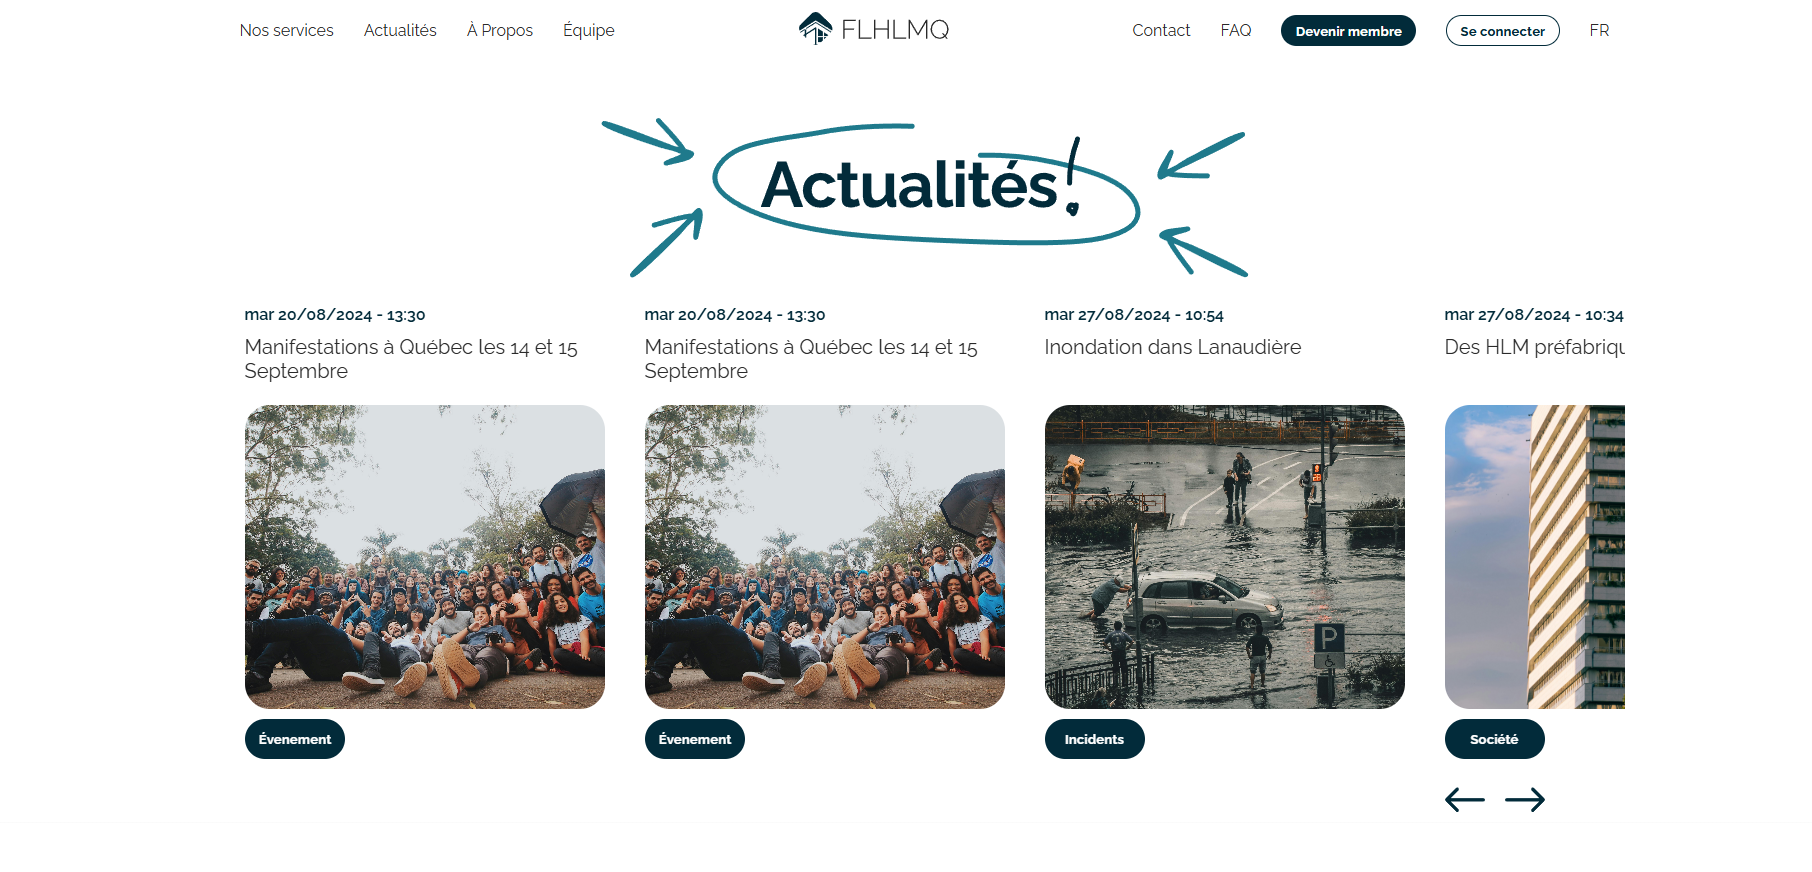 Nos services
Actualités
À Propos
Équipe
FLHLMQ
Contact
FAQ
Devenir membre
Se connecter
FR
Actualités!
mar 20/08/2024 - 13:30
Manifestations à Québec les 14 et 15
Septembre
Évenement
mar 20/08/2024 - 13:30
Manifestations à Québec les 14 et 15
Septembre
Évenement
mar 27/08/2024 - 10:54
Inondation dans Lanaudière
P
Incidents
mar 27/08/2024 - 10:34
Des HLM préfabriqu
Société